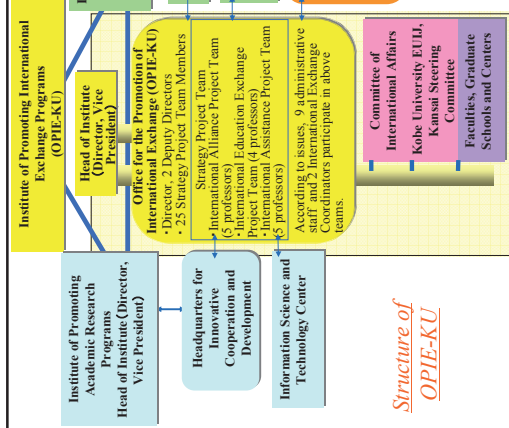 Institute of Promoting International
Exchange Programs
(OPIE-KU)
Head of Institute
(Director, Vice
President)
Office for the Promotion of
International Exchange (OPIE-KU)
・Director, 2 Deputy Directors
・25 Strategy Project Team Members
Strategy Project Team
・International Alliance Project Team
(5 professors)
・International Education Exchange
Project Team (4 professors)
・International Assistance Project Team
(5 professors)
According to issues, 9 administrative
staff and 2 International Exchange
Coordinators participate in above
teams.
Committee of
International Affairs
Kobe University EUIJ,
Kansai Steering
Committee
Faculties, Graduate
Schools and Centers
Institute of Promoting
Academic Research
Programs
Head of Institute (Director,
Vice President)
Headquarters for
Innovative
Cooperation and
Development
Information Science and
Technology Center
Structure of
OPIE-KU